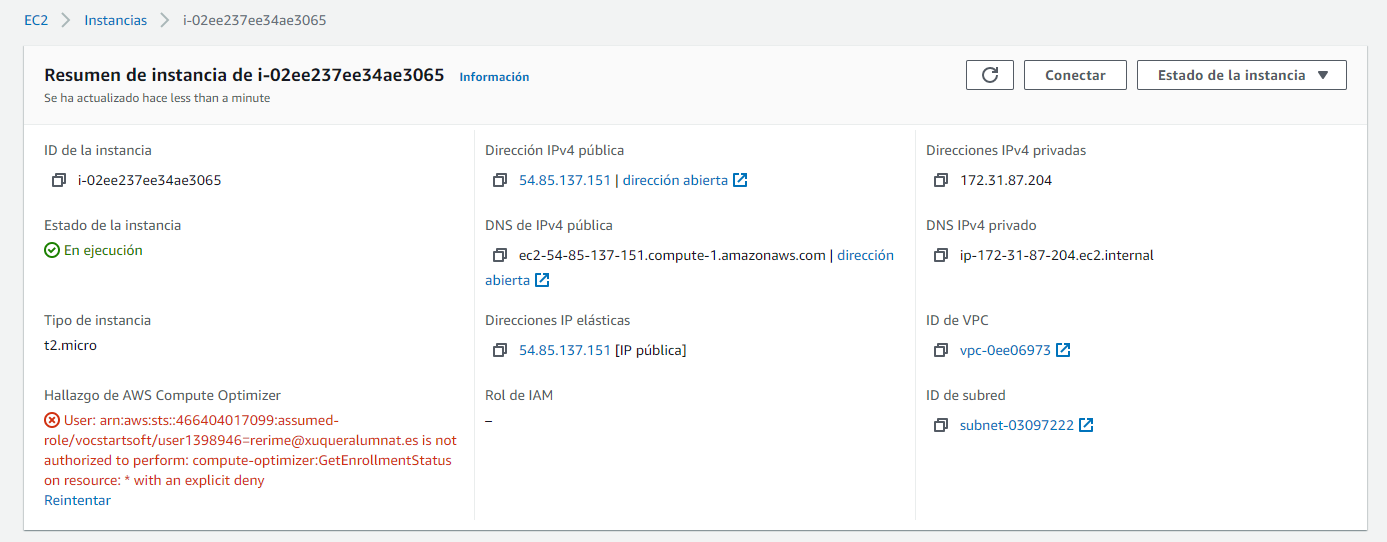 EC2 > Instancias > i-02ee237ee34ae3065
Resumen de instancia de i-02ee237ee34ae3065 Información
Se ha actualizado hace less than a minute
Conectar
Estado de la instancia
ID de la instancia
i-02ee237ee34ae3065
Estado de la instancia
En ejecución
Tipo de instancia
t2.micro
Hallazgo de AWS Compute Optimizer
User: arn:aws:sts::466404017099:assumed-
role/vocstartsoft/user1398946=rerime@xuqueralumnat.es is not
authorized to perform: compute-optimizer:GetEnrollmentStatus
on resource: * with an explicit deny
Reintentar
Dirección IPv4 pública
54.85.137.151 | dirección abierta
DNS de IPv4 pública
ec2-54-85-137-151.compute-1.amazonaws.com | dirección
abierta
Direcciones IP elásticas
54.85.137.151 [IP pública]
Rol de IAM
–
Direcciones IPv4 privadas
172.31.87.204
DNS IPv4 privado
ip-172-31-87-204.ec2.internal
ID de VPC
vpc-0ee06973
ID de subred
subnet-03097222